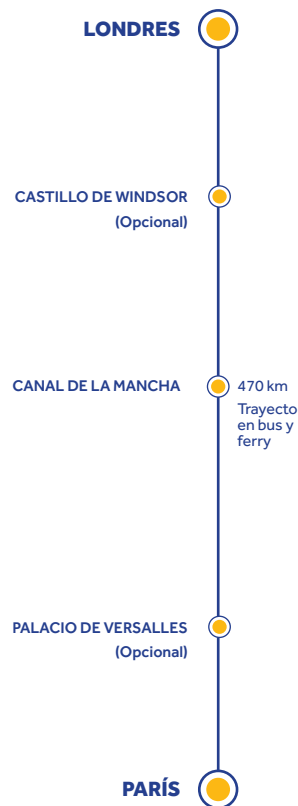 LONDRES
CASTILLO DE WINDSOR
(Opcional)
CANAL DE LA MANCHA
470 km
Trayecto
en bus y
ferry
PALACIO DE VERSALLES
(Opcional)
PARÍS